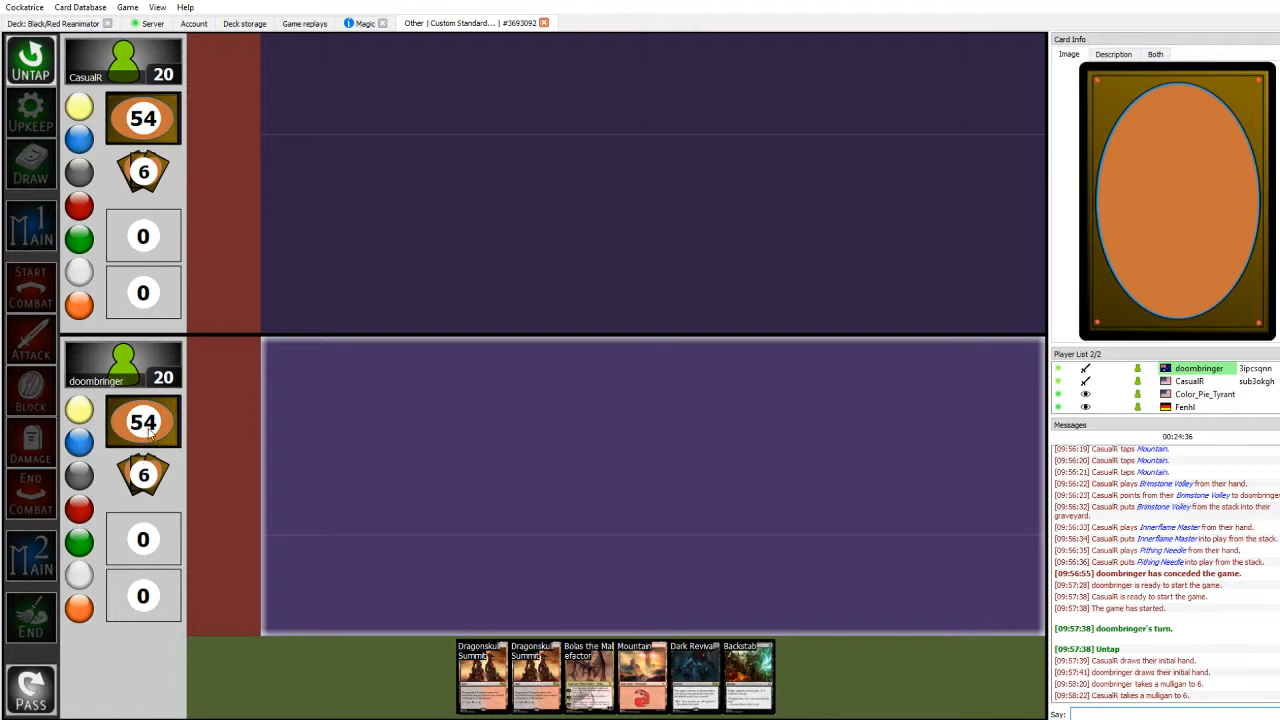 Cockatrice Card Database Game View Help
Deck: Black/Red Reanimator Server Account Deck storage Game replays Magic Other | Custom Standard... | #3693092
UNTAP
UPKEEP
DRAW
MAIN 1
START COMBAT
ATTACK
BLOCK
DAMAGE
END COMBAT
MAIN 2
END
PASS
CasualR 20
54
6
0
0
doombringer 20
54
6
0
0
Dragonskull Summit
Dragonskull Summit
Bolas the Malefactor
Mountain
Dark Revival
Backstab
Card Info
Image Description Both
Player List 2/2
doombringer 3ipcsqnn
CasualR sub3okgh
Color_Pie_Tyrant
Fenhl
Messages
00:24:36
[09:56:19] CasualR taps Mountain.
[09:56:20] CasualR taps Mountain.
[09:56:21] CasualR taps Mountain.
[09:56:22] CasualR plays Brimstone Volley from their hand.
[09:56:23] CasualR points from their Brimstone Volley to doombringer
[09:56:32] CasualR puts Brimstone Volley from the stack into their
graveyard.
[09:56:33] CasualR plays Innerflame Master from their hand.
[09:56:34] CasualR puts Innerflame Master into play from the stack.
[09:56:35] CasualR plays Pithing Needle from their hand.
[09:56:36] CasualR puts Pithing Needle into play from the stack.
[09:56:55] doombringer has conceded the game.
[09:57:28] doombringer is ready to start the game.
[09:57:38] CasualR is ready to start the game.
[09:57:38] The game has started.
[09:57:38] doombringer's turn.
[09:57:38] Untap
[09:57:39] CasualR draws their initial hand.
[09:57:41] doombringer draws their initial hand.
[09:58:20] doombringer takes a mulligan to 6.
[09:58:22] CasualR takes a mulligan to 6.
Say: